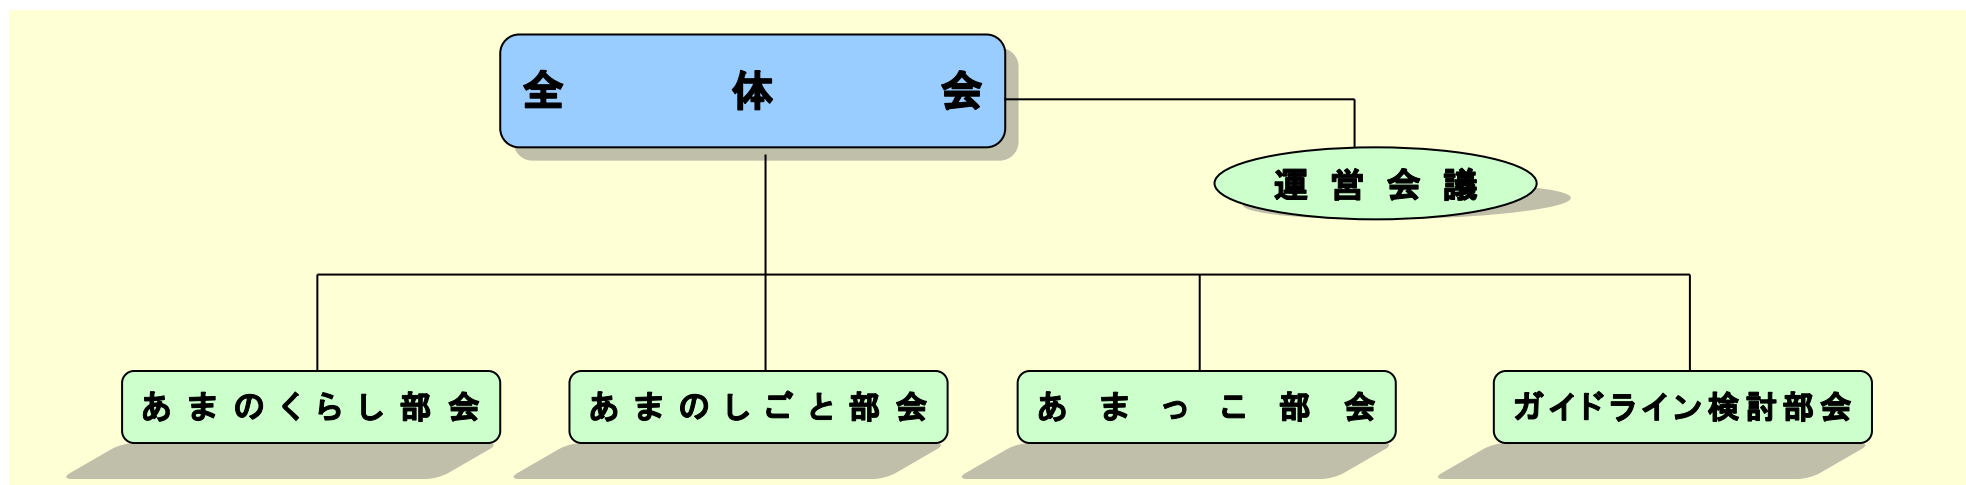 全体会
運営会議
あまのくらし部会
あまのしごと部会
あまっこ部会
ガイドライン検討部会